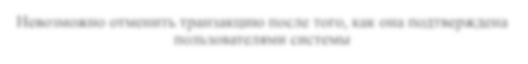 Невозможно отменить транзакцию после того, как она подтверждена
пользователями системы